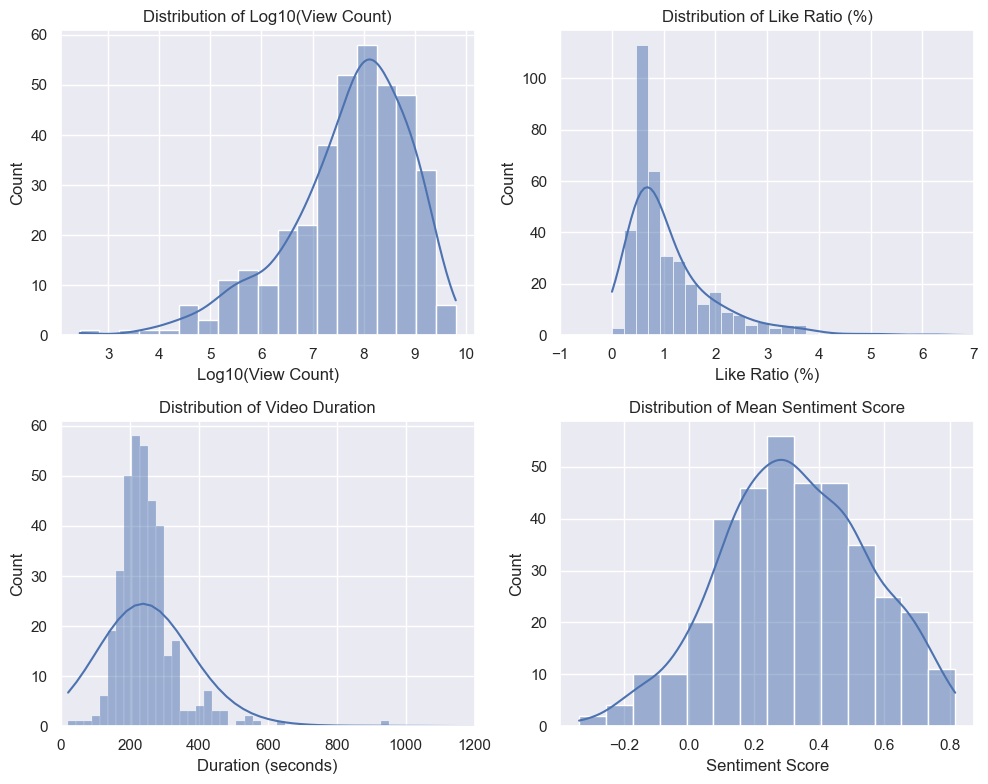 Distribution of Log10(View Count)
60
50
40
30
20
10
0
Count
3 4 5 6 7 8 9 10
Log10(View Count)
Distribution of Like Ratio (%)
100
80
60
40
20
0
Count
−1 0 1 2 3 4 5 6 7
Like Ratio (%)
Distribution of Video Duration
60
50
40
30
20
10
0
Count
0 200 400 600 800 1000 1200
Duration (seconds)
Distribution of Mean Sentiment Score
50
40
30
20
10
0
Count
−0.2 0.0 0.2 0.4 0.6 0.8
Sentiment Score